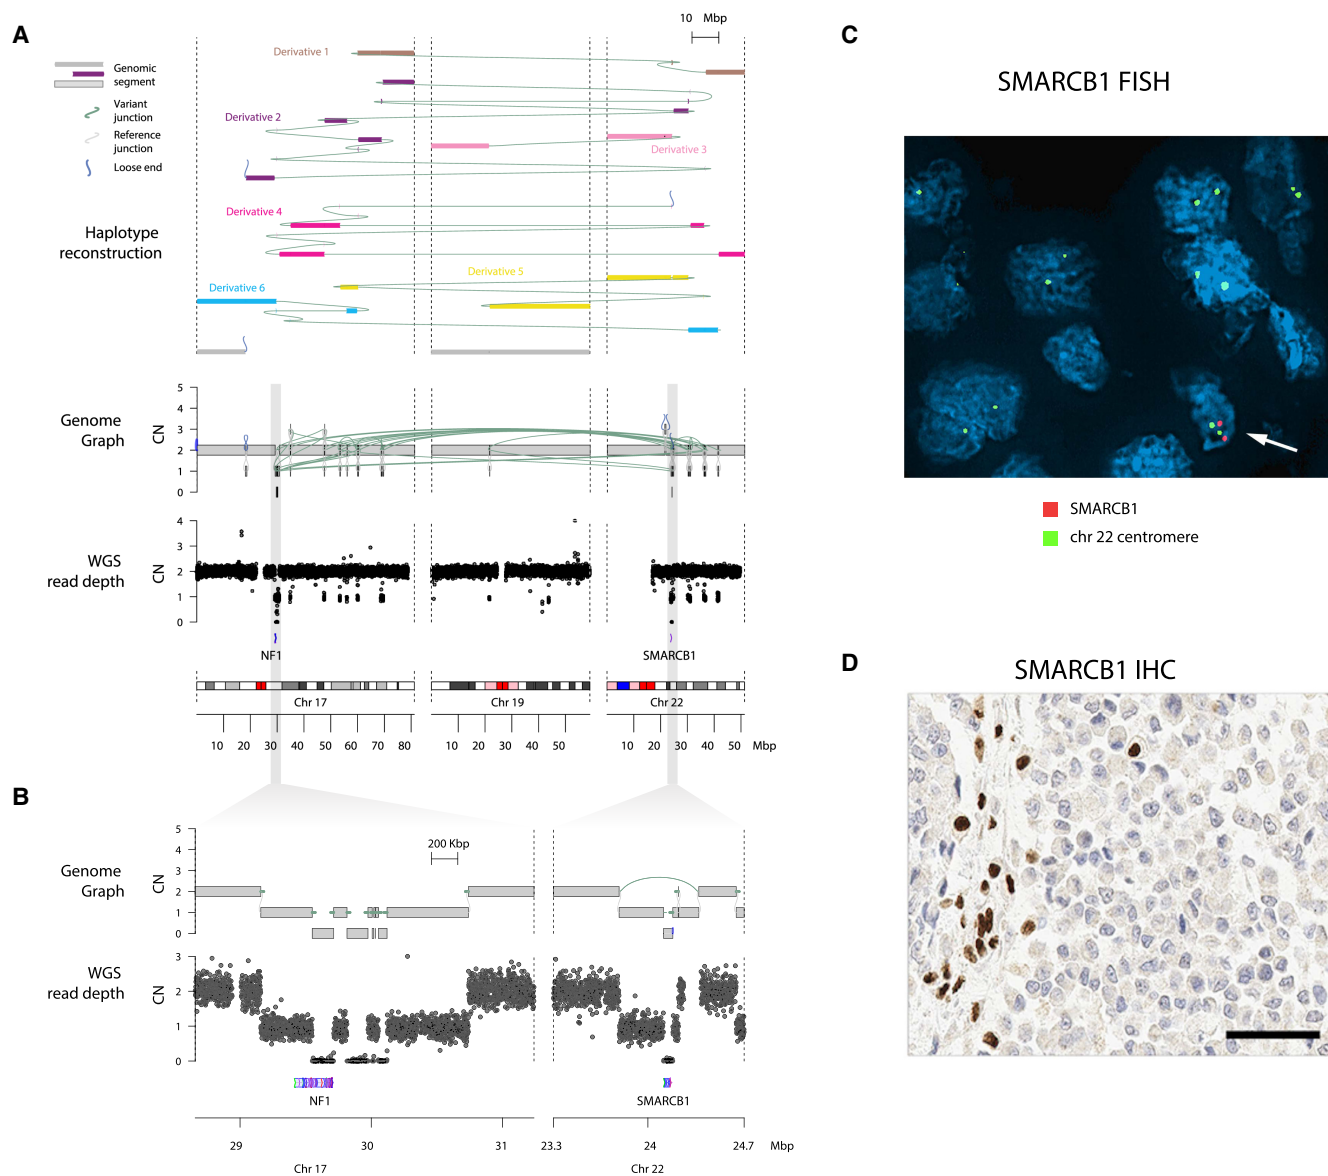 A
10 Mbp
Derivative 1
Genomic
segment
Variant
junction
Reference
junction
Loose end
Derivative 2
Derivative 3
Derivative 4
Haplotype
reconstruction
Derivative 5
Derivative 6
Genome
Graph
CN
5
4
3
2
1
0
WGS
read depth
CN
4
3
2
1
0
NF1
SMARCB1
Chr 17
Chr 19
Chr 22
10 20 30 40 50 60 70 80
10 20 30 40 50
10 20 30 40 50 Mbp
B
200 Kbp
Genome
Graph
CN
5
4
3
2
1
0
WGS
read depth
CN
3
2
1
0
NF1
SMARCB1
29 30 31
23.3 24 24.7 Mbp
Chr 17
Chr 22
C
SMARCB1 FISH
SMARCB1
chr 22 centromere
D
SMARCB1 IHC